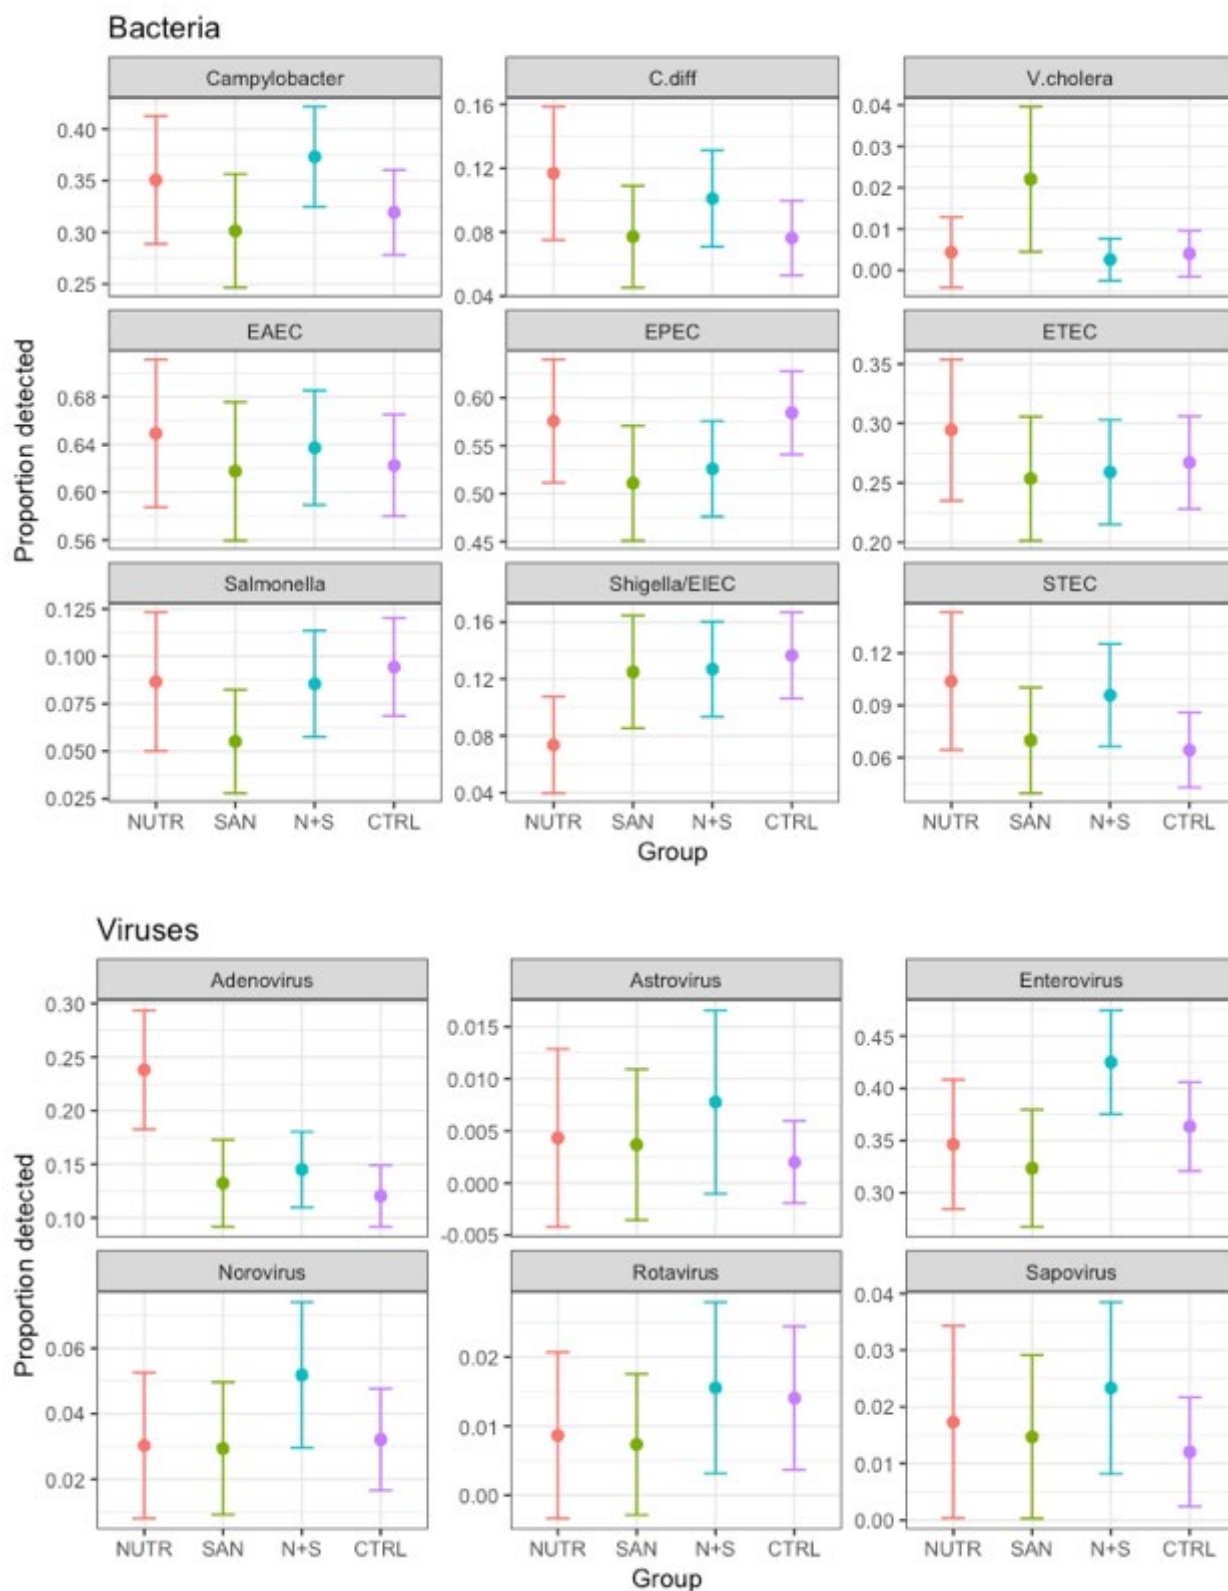 Bacteria
Campylobacter C.diff V.cholera
0.40 0.16 0.04
0.35 0.12 0.03
0.30 0.08 0.02
0.25 0.04 0.01
0.00
EAEC EPEC ETEC
0.68 0.60 0.35
0.64 0.55 0.30
0.60 0.50 0.25
0.56 0.45 0.20
Proportion detected
Salmonella Shigella/EIEC STEC
0.125 0.16 0.12
0.100 0.12 0.09
0.075 0.08 0.06
0.050 0.04
0.025
NUTR SAN N+S CTRL NUTR SAN N+S CTRL NUTR SAN N+S CTRL
Group
Viruses
Adenovirus Astrovirus Enterovirus
0.30 0.015 0.45
0.25 0.010 0.40
0.20 0.005 0.35
0.15 0.000 0.30
0.10 -0.005
Proportion detected
Norovirus Rotavirus Sapovirus
0.06 0.02 0.04
0.04 0.01 0.03
0.02 0.00 0.02
0.01
0.00
NUTR SAN N+S CTRL NUTR SAN N+S CTRL NUTR SAN N+S CTRL
Group